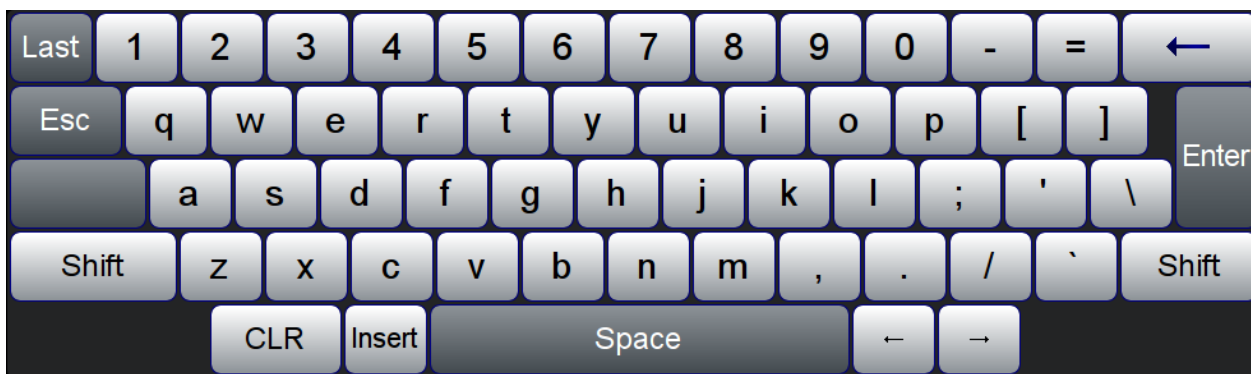 Last 1 2 3 4 5 6 7 8 9 0 - = ←
Esc q w e r t y u i o p [ ] Enter
a s d f g h j k l ; ' \
Shift z x c v b n m , . / ` Shift
CLR Insert Space ← →